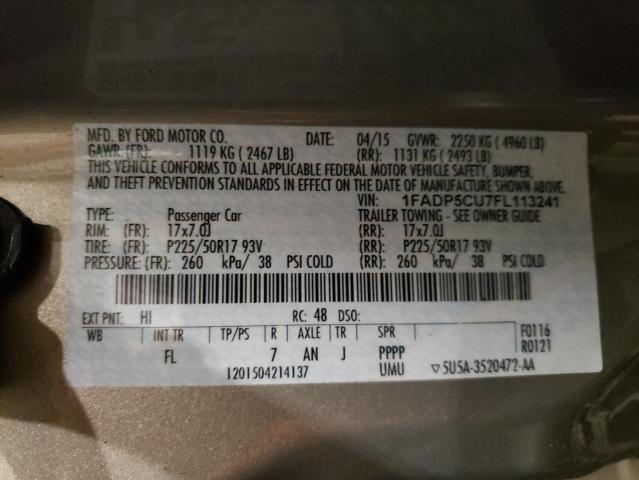 MFD. BY FORD MOTOR CO. DATE: 04/15 GVWR: 2250 KG ( 4960 LB)
GAWR: (FR): 1119 KG ( 2467 LB) (RR): 1131 KG ( 2493 LB)
THIS VEHICLE CONFORMS TO ALL APPLICABLE FEDERAL MOTOR VEHICLE SAFETY, BUMPER,
AND THEFT PREVENTION STANDARDS IN EFFECT ON THE DATE OF MANUFACTURE SHOWN ABOVE.
VIN: 1FADP5CU7FL113241
TYPE: Passenger Car TRAILER TOWING - SEE OWNER GUIDE
RIM: (FR): 17x7.0J (RR): 17x7.0J
TIRE: (FR): P225/50R17 93V (RR): P225/50R17 93V
PRESSURE: (FR): 260 kPa/ 38 PSI COLD (RR): 260 kPa/ 38 PSI COLD
EXT PNT: HI RC: 48 DSO:
WB INT TR TP/PS R AXLE TR SPR F0116
FL 7 AN J PPPP R0121
1201504214137 UMU ▽ 5U5A-3520472-AA